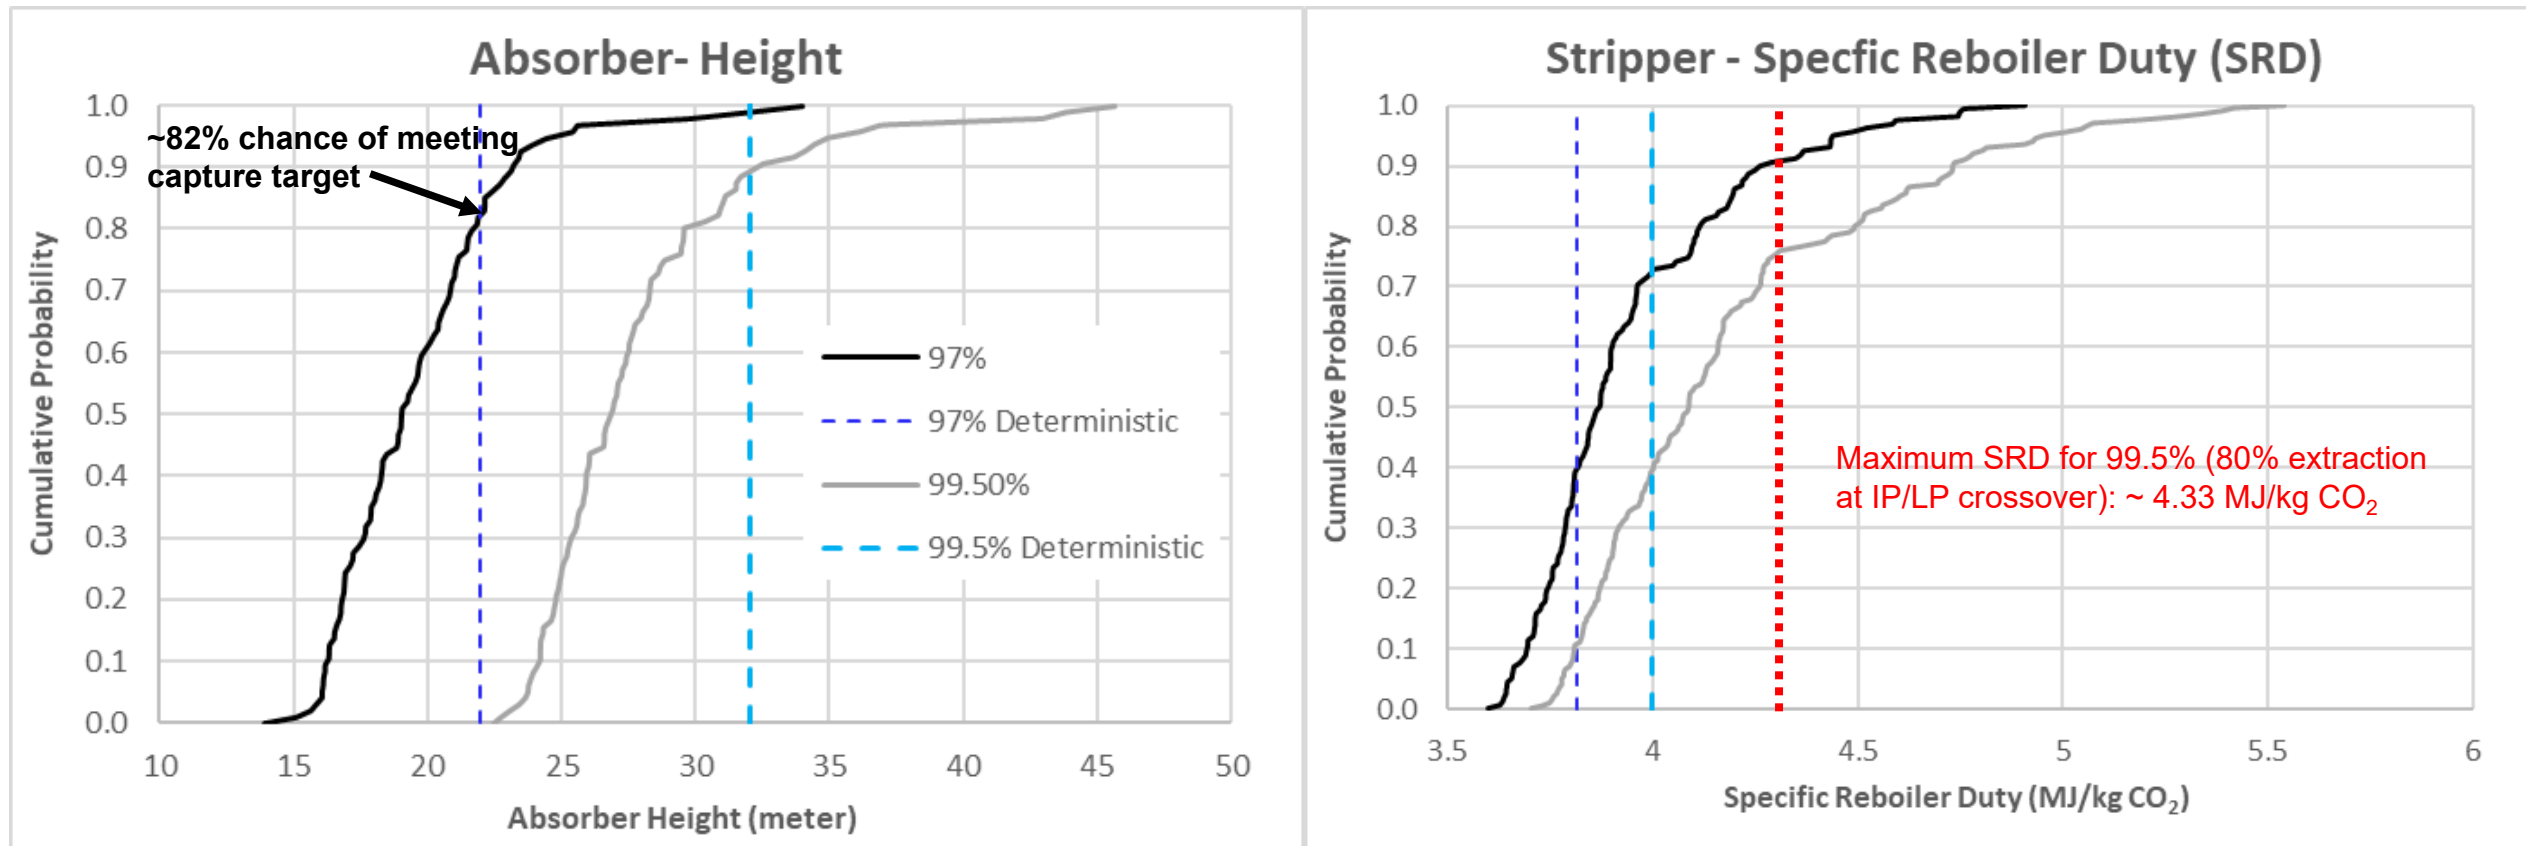 Absorber- Height
1.0
0.9
0.8
0.7
0.6
0.5
0.4
0.3
0.2
0.1
0.0
Cumulative Probability
~82% chance of meeting
capture target
97%
97% Deterministic
99.50%
99.5% Deterministic
10 15 20 25 30 35 40 45 50
Absorber Height (meter)
Stripper - Specfic Reboiler Duty (SRD)
1.0
0.9
0.8
0.7
0.6
0.5
0.4
0.3
0.2
0.1
0.0
Cumulative Probability
Maximum SRD for 99.5% (80% extraction
at IP/LP crossover): ~ 4.33 MJ/kg CO₂
3.5 4 4.5 5 5.5 6
Specific Reboiler Duty (MJ/kg CO₂)